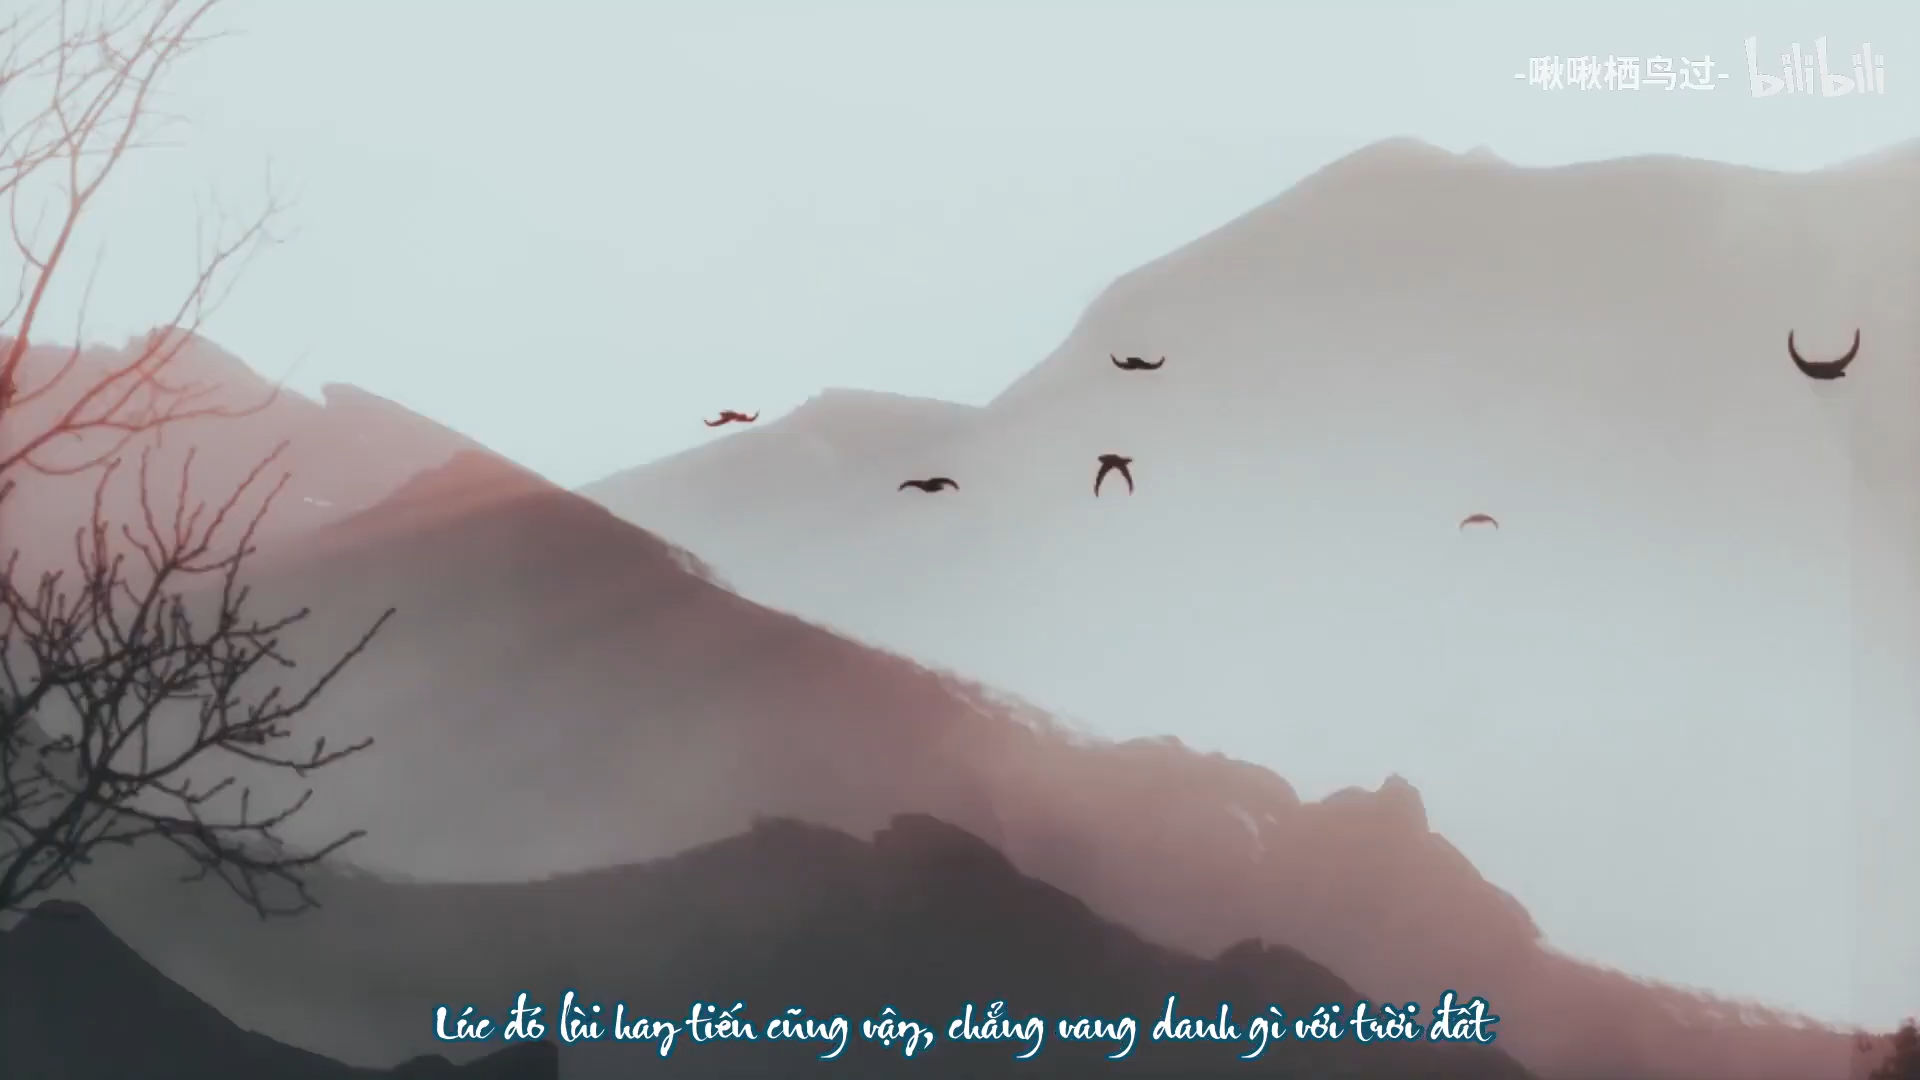 -啾啾栖鸟过- bilibili
Lúc đó lùi hay tiến cũng vậy, chẳng vang danh gì với trời đất